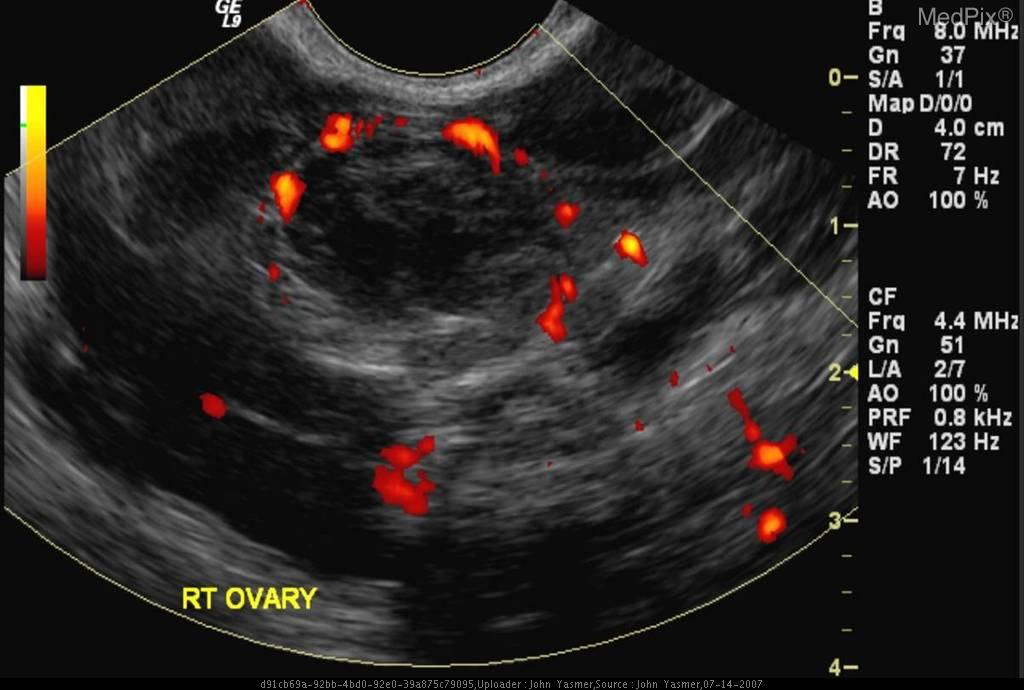 GE
L9
MedPix®
B
Frq 8.0 MHz
Gn 37
S/A 1/1
Map D/0/0
D 4.0 cm
DR 72
FR 7 Hz
AO 100 %
CF
Frq 4.4 MHz
Gn 51
L/A 2/7
AO 100 %
PRF 0.8 kHz
WF 123 Hz
S/P 1/14
0
1
2
3
4
RT OVARY
d91cb69a-92bb-4bd0-92e0-39a875c79095,Uploader : John Yasmer,Source : John Yasmer,07-14-2007